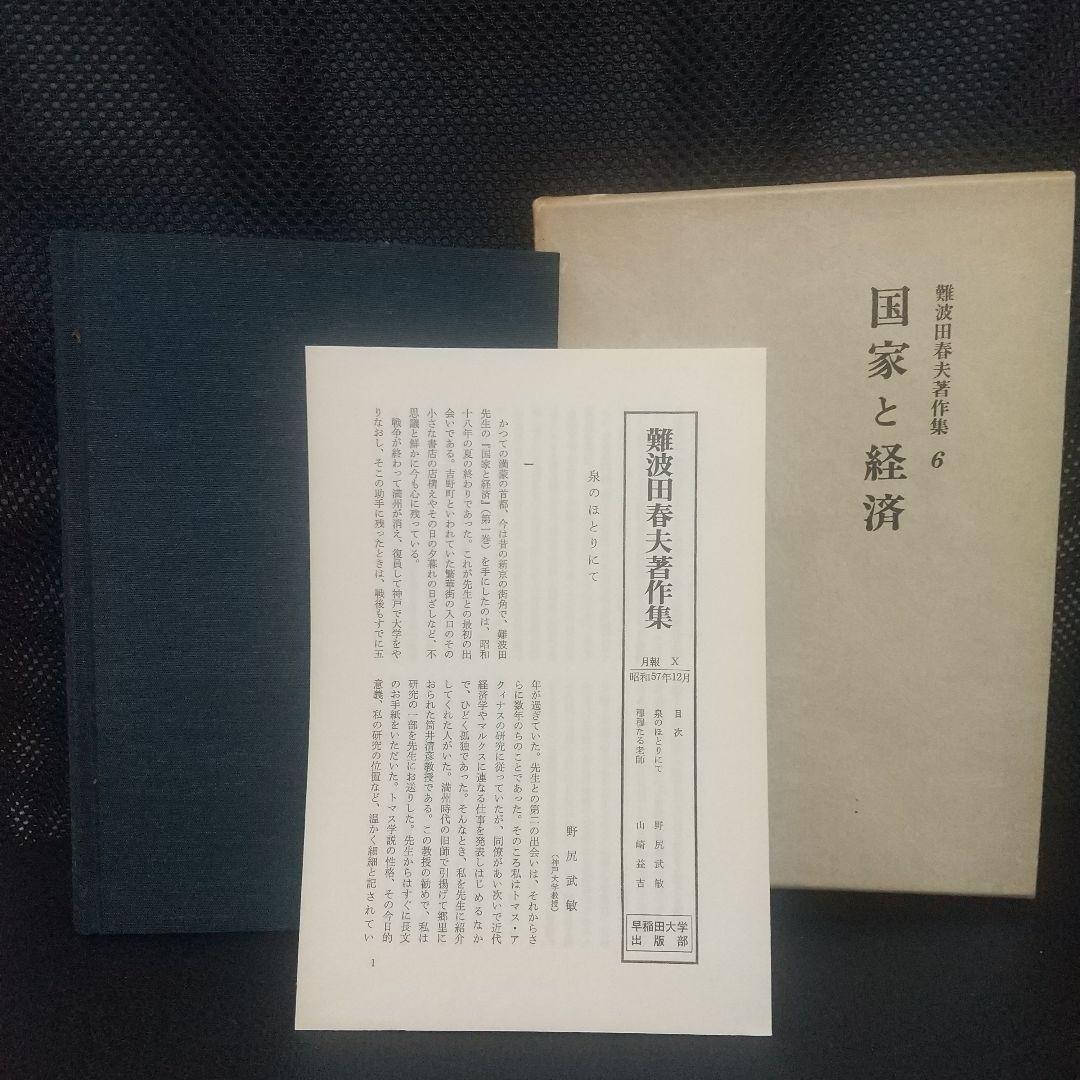 難波田春夫著作集 6
国家と経済
難波田春夫著作集
月報 X
昭和57年12月
目次
泉のほとりにて 野尻武敏
穆穆たる老師 山崎益吉
早稲田大学
出版部
泉のほとりにて
野尻武敏
(神戸大学教授)
一
かつての満蒙の首都、今は昔の新京の街角で、難波田
先生の『国家と経済』(第一巻)を手にしたのは、昭和
十八年の夏の終わりであった。これが先生との最初の出
会いである。吉野町といわれていた繁華街の入口のその
小さな書店の店構えやその日の夕暮れの日ざしなど、不
思議と鮮かに今も心に残っている。
戦争が終わって満州が消え、復員して神戸で大学をや
りなおし、そこの助手に残ったときは、戦後もすでに五
年が過ぎていた。先生との第二の出会いは、それからさ
らに数年のちのことであった。そのころ私はトマス・ア
クィナスの研究に従っていたが、同僚があい次いで近代
経済学やマルクスに連なる仕事を発表しはじめるなか
で、ひどく孤独であった。そんなとき、私を先生に紹介
してくれた人がいた。満州時代の旧師で引揚げて郷里に
おられた筒井清彦教授である。この教授の勧めで、私は
研究の一部を先生にお送りした。先生からはすぐに長文
のお手紙をいただいた。トマス学説の性格、その今日的
意義、私の研究の位置など、温かく細細と記されてい
1